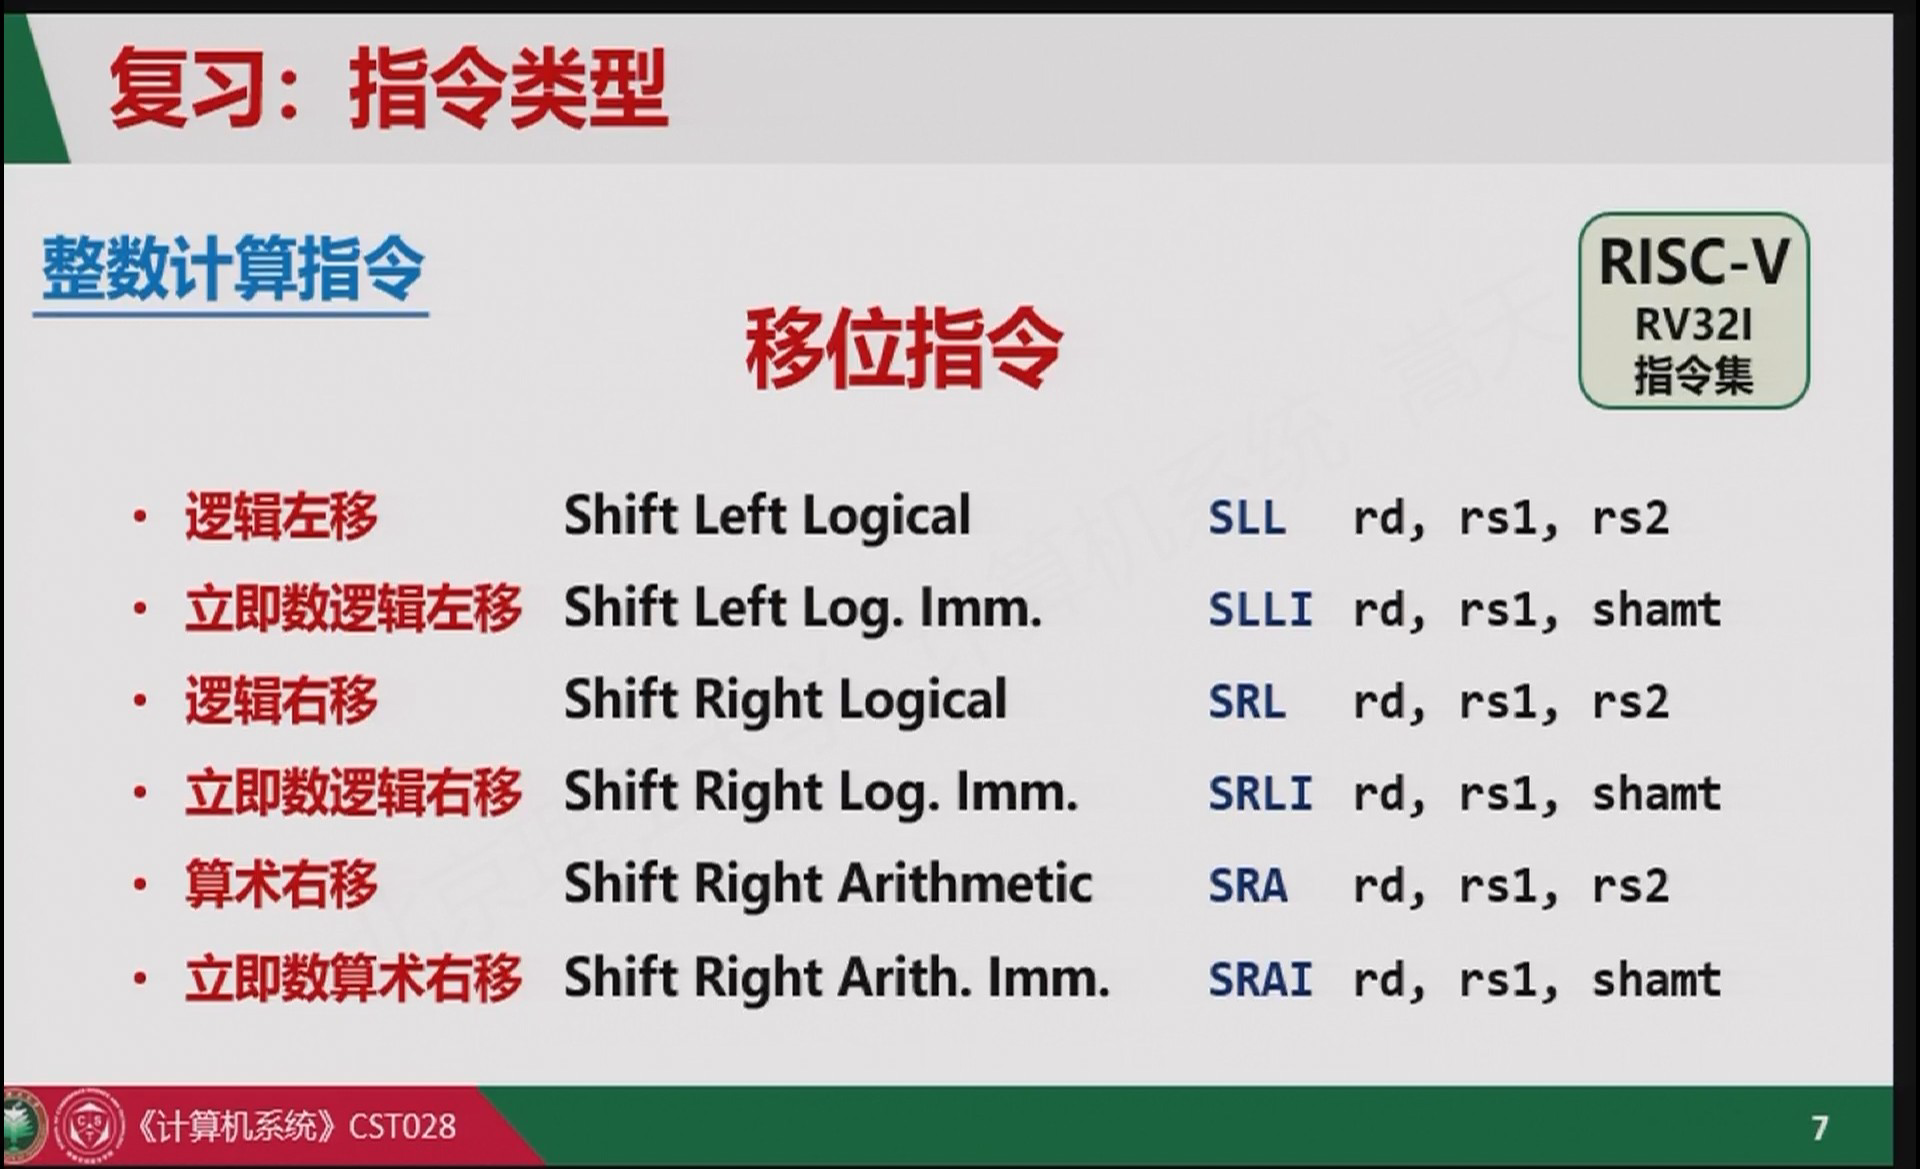 复习：指令类型
整数计算指令
RISC-V
RV32I
指令集
移位指令
• 逻辑左移 Shift Left Logical SLL rd, rs1, rs2
• 立即数逻辑左移 Shift Left Log. Imm. SLLI rd, rs1, shamt
• 逻辑右移 Shift Right Logical SRL rd, rs1, rs2
• 立即数逻辑右移 Shift Right Log. Imm. SRLI rd, rs1, shamt
• 算术右移 Shift Right Arithmetic SRA rd, rs1, rs2
• 立即数算术右移 Shift Right Arith. Imm. SRAI rd, rs1, shamt
《计算机系统》CST028
7